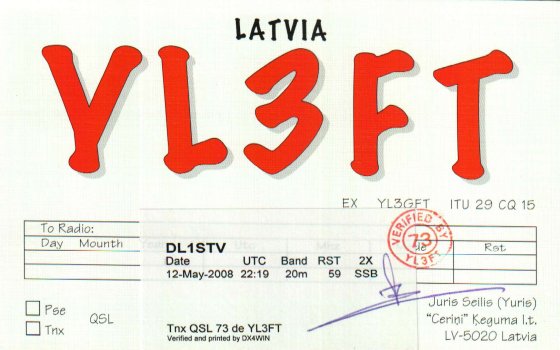 LATVIA
YL3FT
EX YL3GFT ITU 29 CQ 15
To Radio:
Day Mounth Rst
VERIFIED BY
73
YL3FT
DL1STV
Date UTC Band RST 2X
12-May-2008 22:19 20m 59 SSB
Tnx QSL 73 de YL3FT
Verified and printed by DX4WIN
Pse
Tnx
QSL
Juris Seilis (Yuris)
"Ceriņi" Ķeguma l.t.
LV-5020 Latvia